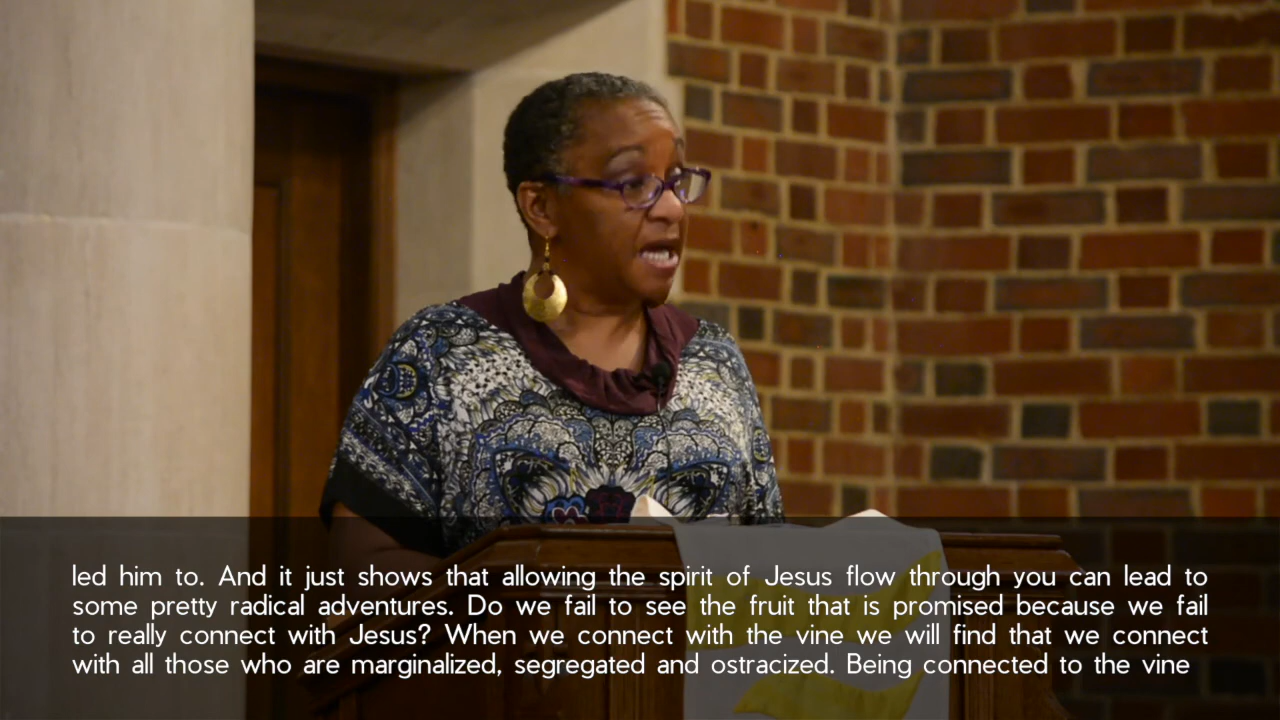 led him to. And it just shows that allowing the spirit of Jesus flow through you can lead to
some pretty radical adventures. Do we fail to see the fruit that is promised because we fail
to really connect with Jesus? When we connect with the vine we will find that we connect
with all those who are marginalized, segregated and ostracized. Being connected to the vine